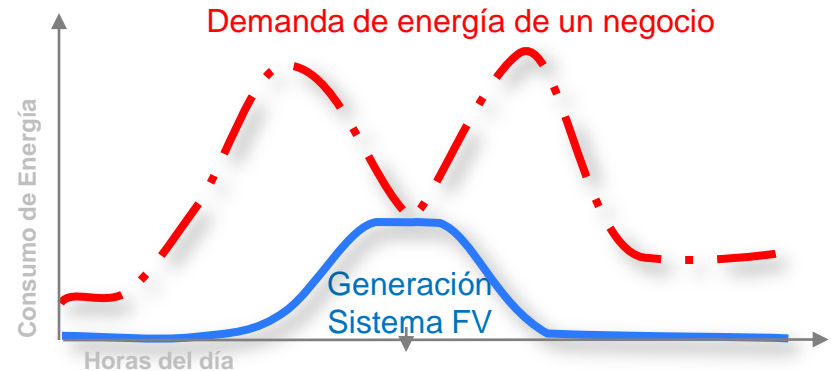 Demanda de energía de un negocio
Consumo de Energía
Generación
Sistema FV
Horas del día